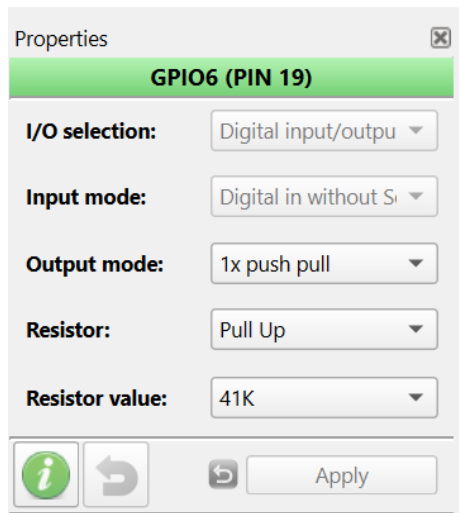 Properties
GPIO6 (PIN 19)
I/O selection: Digital input/outpu
Input mode: Digital in without
Output mode: 1x push pull
Resistor: Pull Up
Resistor value: 41K
i
Apply